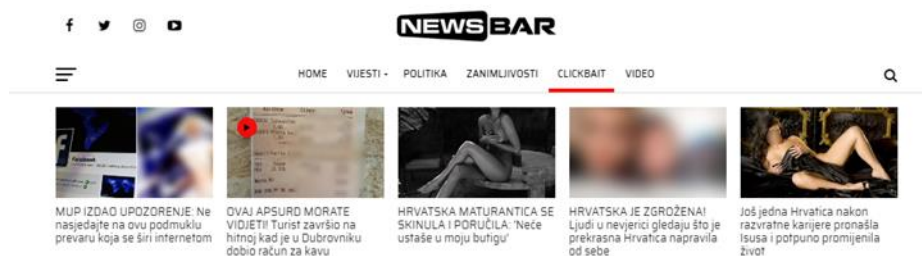 NEWSBAR
HOME VIJESTI POLITIKA ZANIMLJIVOSTI CLICKBAIT VIDEO
Facebook
MUP IZDAO UPOZORENJE: Ne
nasjedajte na ovu podmuklu
prevaru koja se širi internetom
OVAJ APSURD MORATE
VIDJETI! Turist završio na
hitnoj kad je u Dubrovniku
dobio račun za kavu
HRVATSKA MATURANTICA SE
SKINULA I PORUČILA: 'Neće
ustaše u moju butigu'
HRVATSKA JE ZGROŽENA!
Ljudi u nevjerici gledaju što je
prekrasna Hrvatica napravila
od sebe
Još jedna Hrvatica nakon
razvratne karijere pronašla
Isusa i potpuno promijenila
život